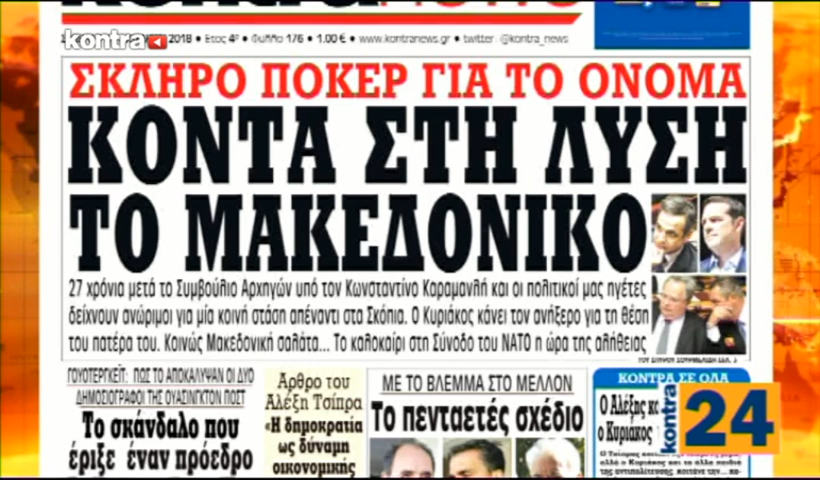 kontra
2018 • Έτος 4º • Φύλλο 176 • 1.00 € • www.kontranews.gr • twitter @kontra_news
ΣΚΛΗΡΟ ΠΟΚΕΡ ΓΙΑ ΤΟ ΟΝΟΜΑ
ΚΟΝΤΑ ΣΤΗ ΛΥΣΗ
ΤΟ ΜΑΚΕΔΟΝΙΚΟ
27 χρόνια μετά το Συμβούλιο Αρχηγών υπό τον Κωνσταντίνο Καραμανλή και οι πολιτικοί μας ηγέτες
δείχνουν ανώριμοι για μία κοινή στάση απέναντι στα Σκόπια. Ο Κυριάκος κάνει τον ανήξερο για τη θέση
του πατέρα του. Κοινώς Μακεδονική σαλάτα... Το καλοκαίρι στη Σύνοδο του ΝΑΤΟ η ώρα της αλήθειας
ΓΟΥΟΤΕΡΓΚΕΪΤ: ΠΩΣ ΤΟ ΑΠΟΚΑΛΥΨΑΝ ΟΙ ΔΥΟ
ΔΗΜΟΣΙΟΓΡΑΦΟΙ ΤΗΣ ΟΥΑΣΙΝΓΚΤΟΝ ΠΟΣΤ
Το σκάνδαλο που
έριξε έναν πρόεδρο
Άρθρο του
Αλέξη Τσίπρα
«Η δημοκρατία
ως δύναμη
οικονομικής
ΜΕ ΤΟ ΒΛΕΜΜΑ ΣΤΟ ΜΕΛΛΟΝ
Το πενταετές σχέδιο
ΚΟΝΤΡΑ ΣΕ ΟΛΑ
Ο Αλέξης
ο Κυριάκος
kontra
24